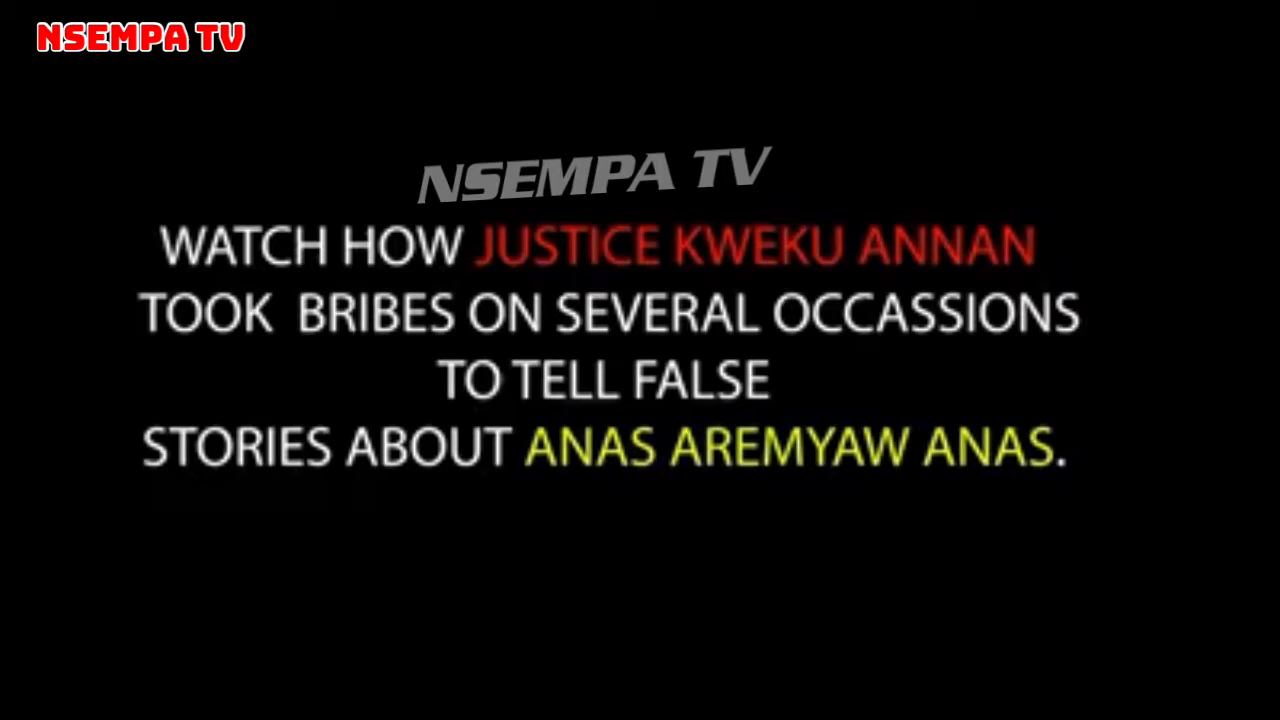 NSEMPA TV
NSEMPA TV
WATCH HOW JUSTICE KWEKU ANNAN
TOOK BRIBES ON SEVERAL OCCASSIONS
TO TELL FALSE
STORIES ABOUT ANAS AREMYAW ANAS.